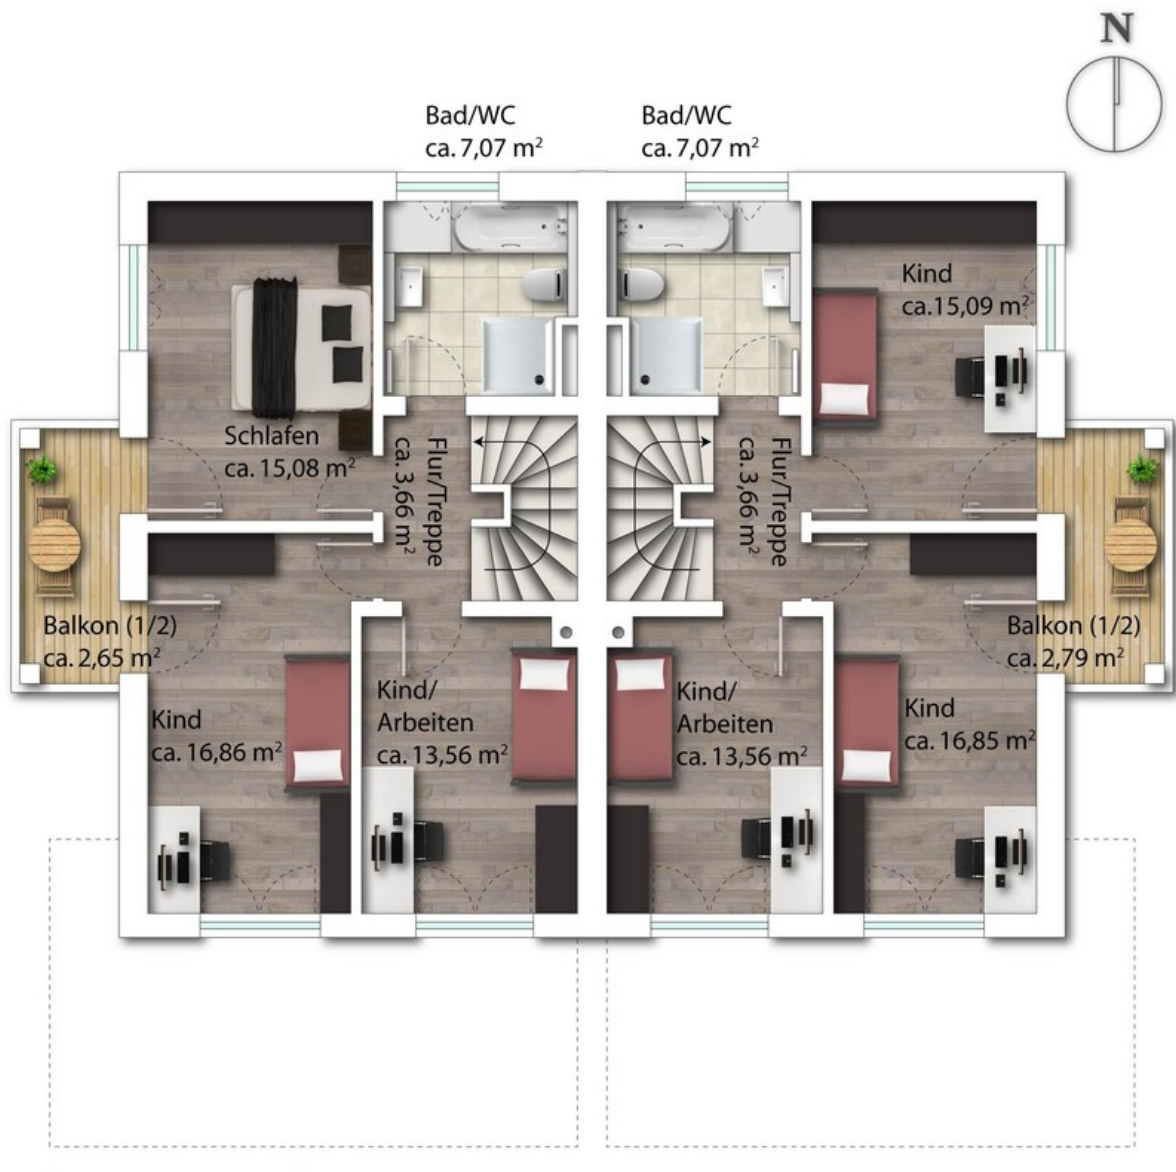 N
Bad/WC
ca. 7,07 m²
Bad/WC
ca. 7,07 m²
Kind
ca.15,09 m²
Schlafen
ca. 15,08 m²
Flur/Treppe
ca. 3,66 m²
Flur/Treppe
ca. 3,66 m²
Balkon (1/2)
ca. 2,65 m²
Balkon (1/2)
ca. 2,79 m²
Kind
ca. 16,86 m²
Kind/
Arbeiten
ca. 13,56 m²
Kind/
Arbeiten
ca. 13,56 m²
Kind
ca. 16,85 m²